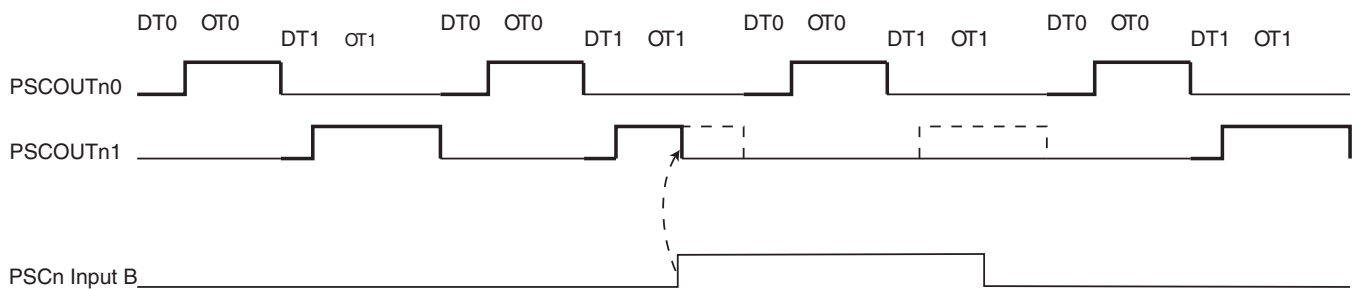 DT0 OT0 DT0 OT0 DT0 OT0 DT0 OT0
DT1 OT1 DT1 OT1 DT1 OT1 DT1 OT1
PSCOUTn0
PSCOUTn1
PSCn Input B